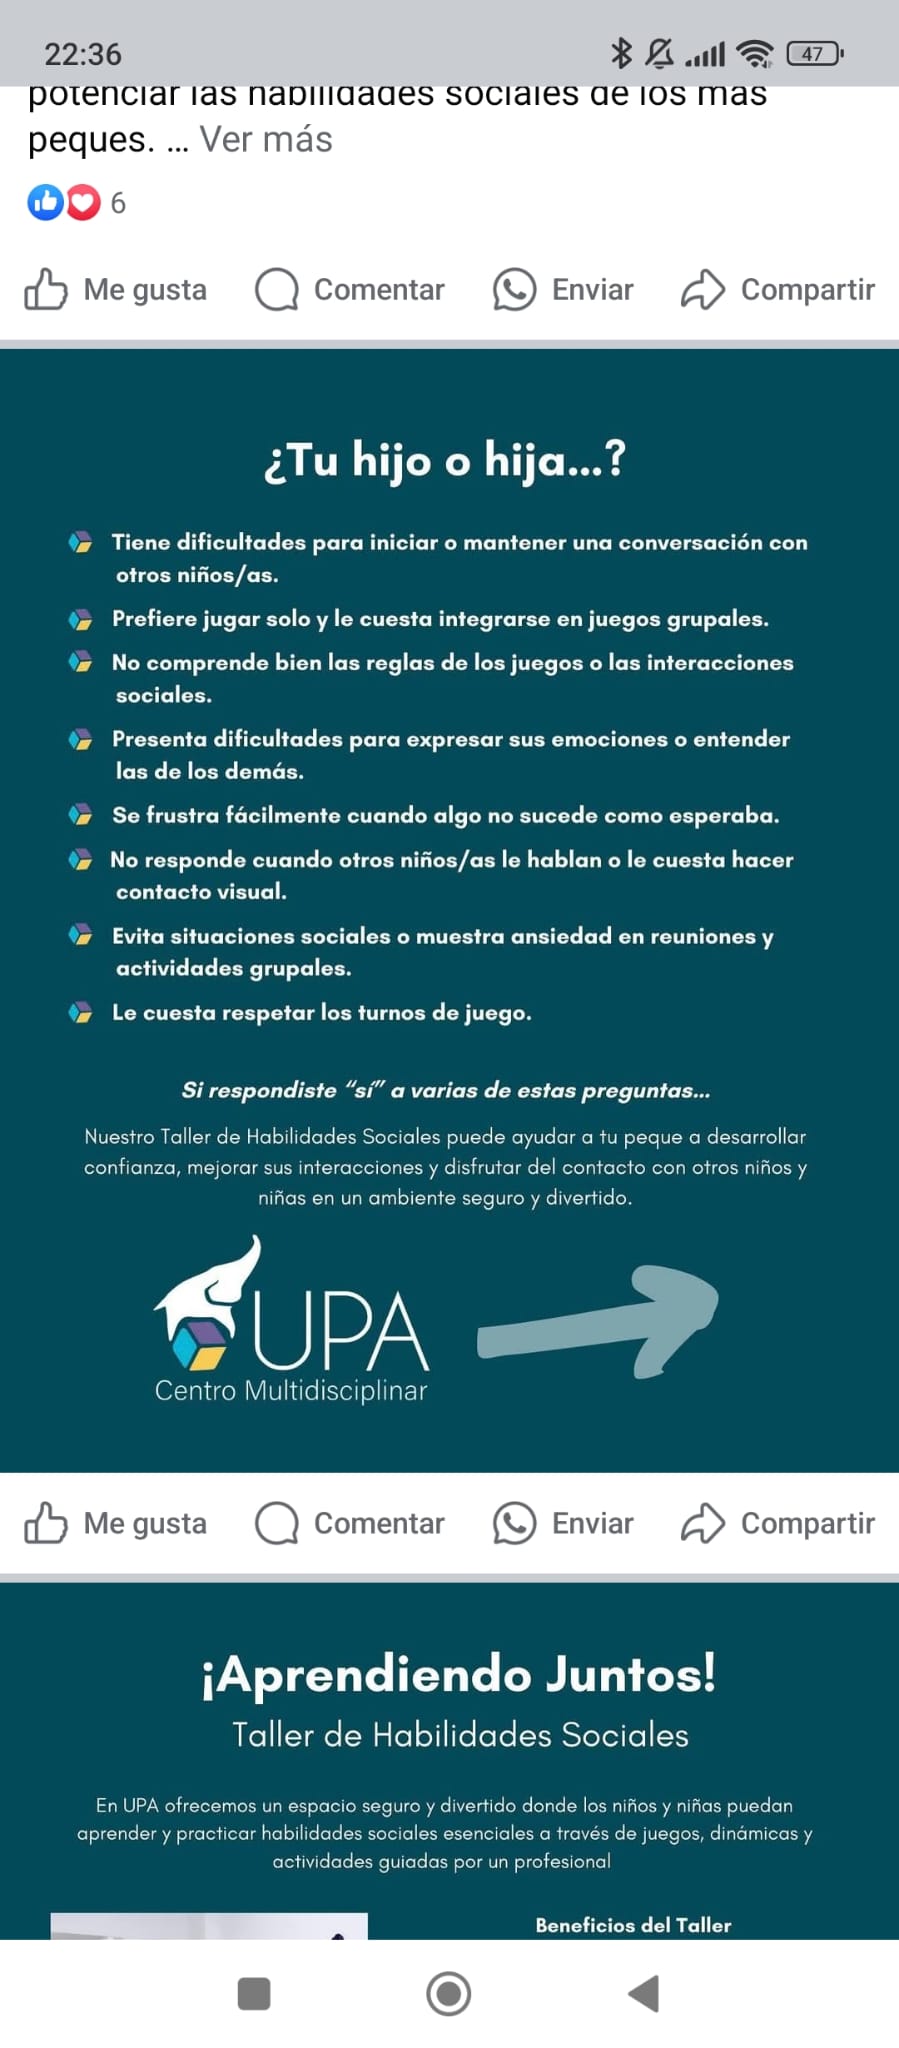 22:36
47
potenciar las habilidades sociales de los más
peques. ... Ver más
6
Me gusta Comentar Enviar Compartir
¿Tu hijo o hija...?
Tiene dificultades para iniciar o mantener una conversación con
otros niños/as.
Prefiere jugar solo y le cuesta integrarse en juegos grupales.
No comprende bien las reglas de los juegos o las interacciones
sociales.
Presenta dificultades para expresar sus emociones o entender
las de los demás.
Se frustra fácilmente cuando algo no sucede como esperaba.
No responde cuando otros niños/as le hablan o le cuesta hacer
contacto visual.
Evita situaciones sociales o muestra ansiedad en reuniones y
actividades grupales.
Le cuesta respetar los turnos de juego.
Si respondiste “sí” a varias de estas preguntas...
Nuestro Taller de Habilidades Sociales puede ayudar a tu peque a desarrollar
confianza, mejorar sus interacciones y disfrutar del contacto con otros niños y
niñas en un ambiente seguro y divertido.
UPA
Centro Multidisciplinar
Me gusta Comentar Enviar Compartir
¡Aprendiendo Juntos!
Taller de Habilidades Sociales
En UPA ofrecemos un espacio seguro y divertido donde los niños y niñas puedan
aprender y practicar habilidades sociales esenciales a través de juegos, dinámicas y
actividades guiadas por un profesional
Beneficios del Taller